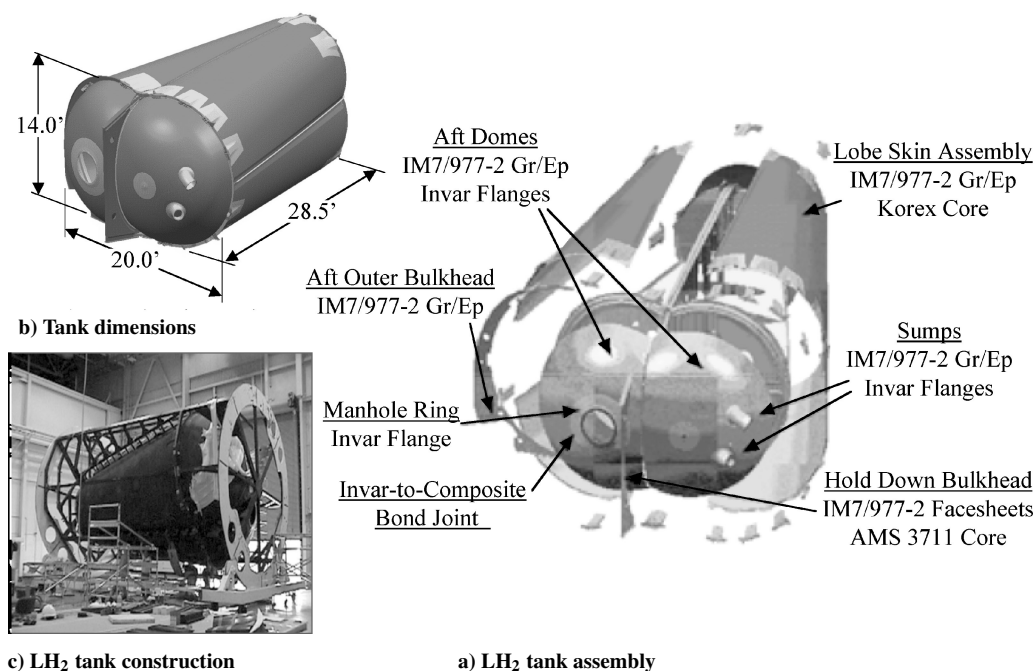 14.0’
28.5’
20.0’
b) Tank dimensions
Aft Domes
IM7/977-2 Gr/Ep
Invar Flanges
Lobe Skin Assembly
IM7/977-2 Gr/Ep
Korex Core
Aft Outer Bulkhead
IM7/977-2 Gr/Ep
Sumps
IM7/977-2 Gr/Ep
Invar Flanges
Manhole Ring
Invar Flange
Invar-to-Composite
Bond Joint
Hold Down Bulkhead
IM7/977-2 Facesheets
AMS 3711 Core
c) LH₂ tank construction
a) LH₂ tank assembly